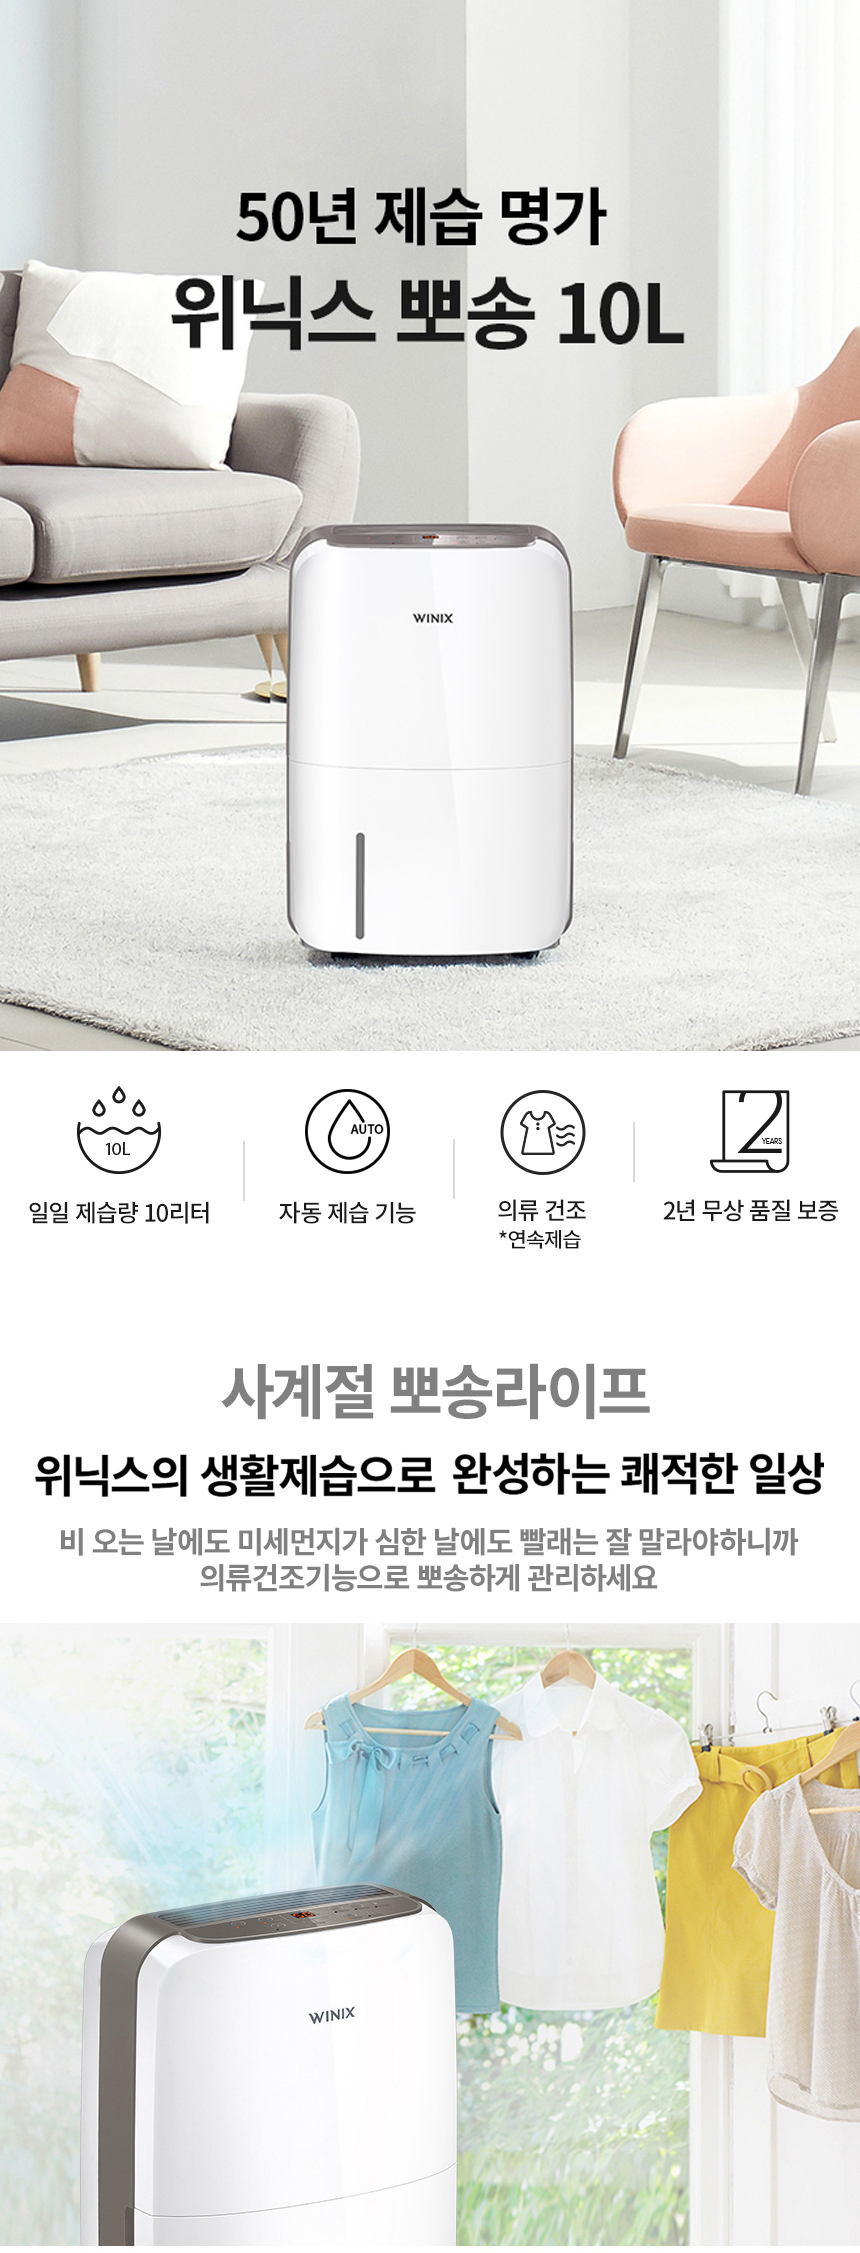 50년 제습 명가
위닉스 뽀송 10L
WINIX
10L
AUTO
2
YEARS
일일 제습량 10리터
자동 제습 기능
의류 건조
*연속제습
2년 무상 품질 보증
사계절 뽀송라이프
위닉스의 생활제습으로 완성하는 쾌적한 일상
비 오는 날에도 미세먼지가 심한 날에도 빨래는 잘 말라야하니까
의류건조기능으로 뽀송하게 관리하세요
WINIX